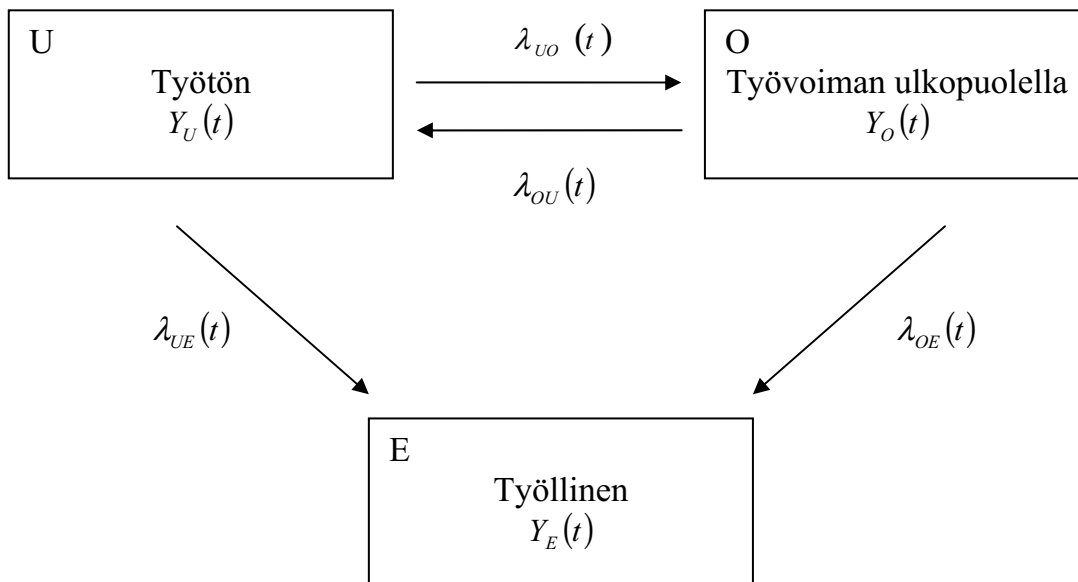 U
Työtön
Y_U(t)
λ_UO (t)
λ_OU(t)
O
Työvoiman ulkopuolella
Y_O(t)
λ_UE(t)
λ_OE(t)
E
Työllinen
Y_E(t)